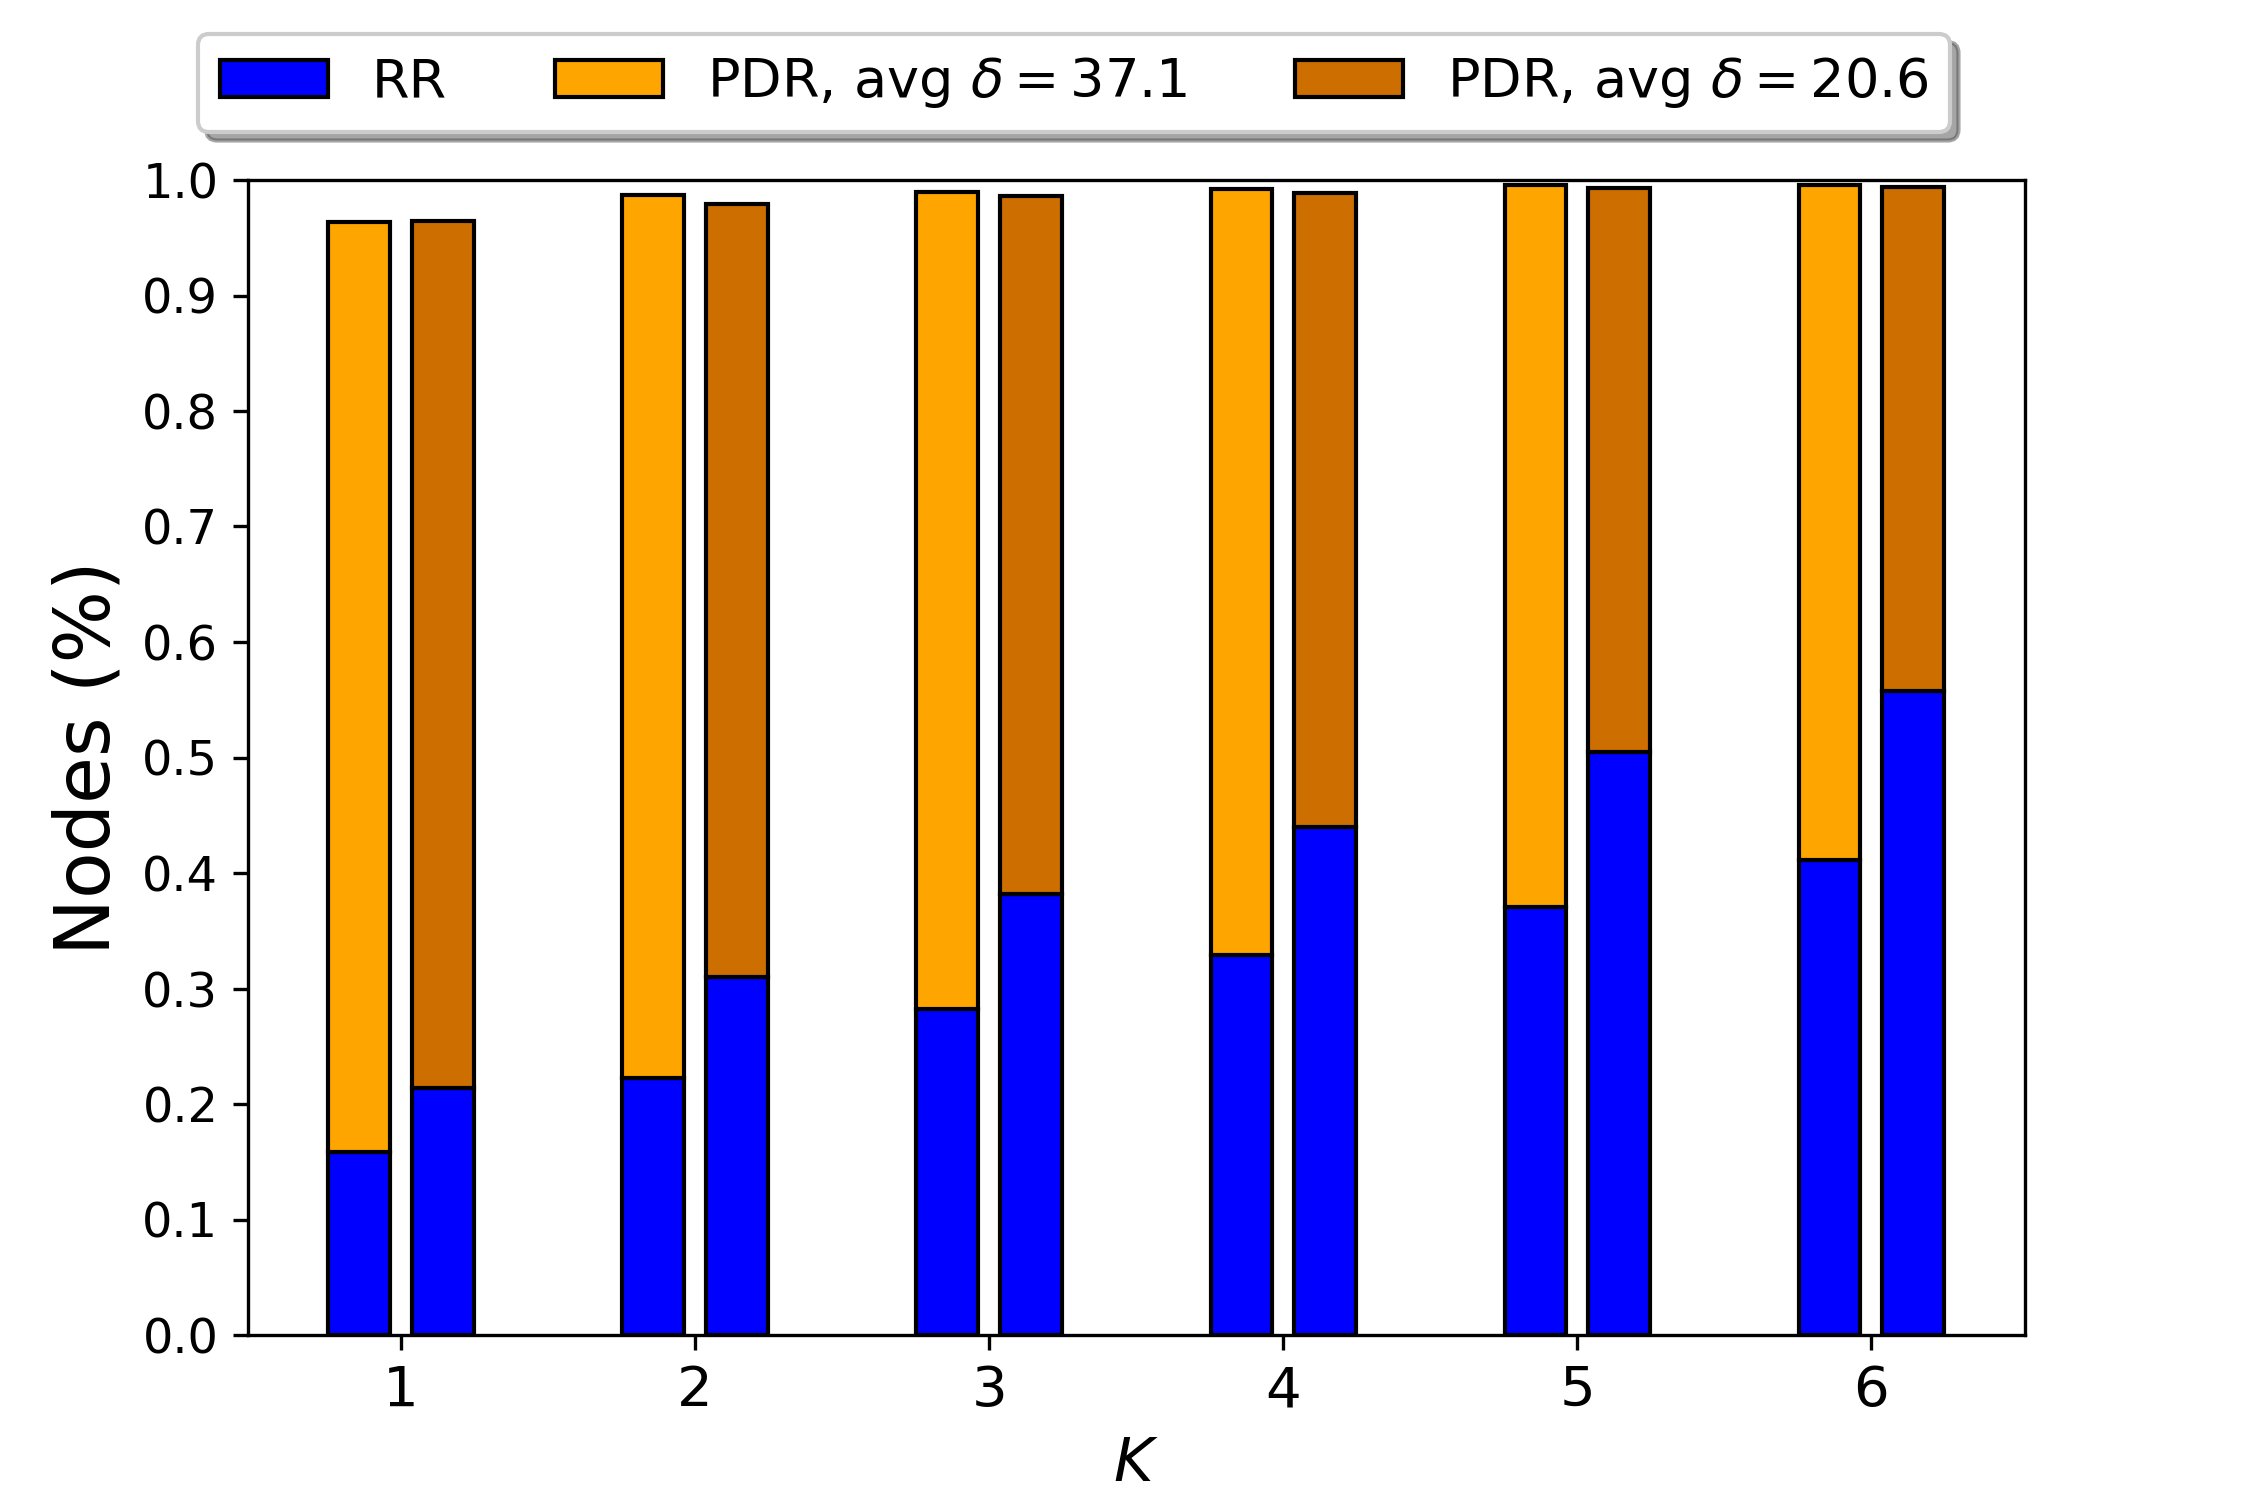 RR PDR, avg δ = 37.1 PDR, avg δ = 20.6
1.0
0.9
0.8
0.7
0.6
0.5
0.4
0.3
0.2
0.1
0.0
Nodes (%)
1 2 3 4 5 6
K